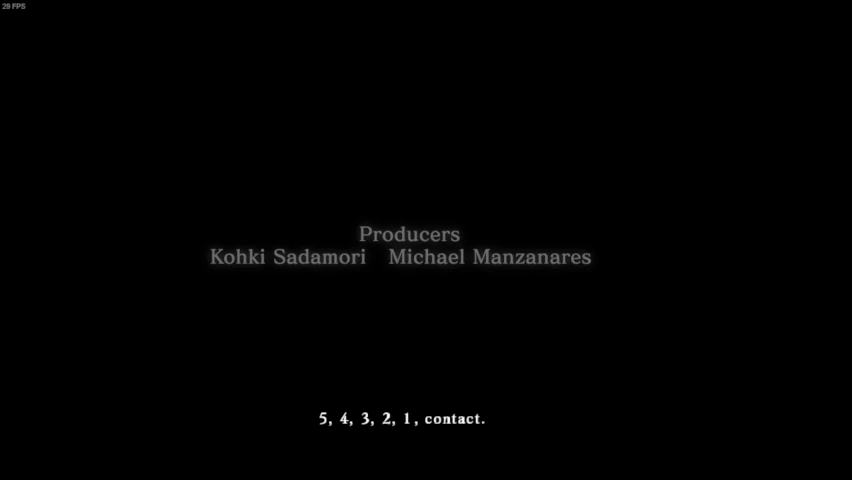 29 FPS
Producers
Kohki Sadamori Michael Manzanares
5, 4, 3, 2, 1, contact.